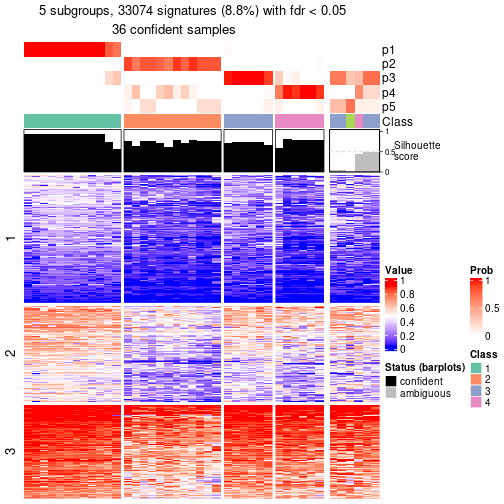 5 subgroups, 33074 signatures (8.8%) with fdr < 0.05
36 confident samples
p1
p2
p3
p4
p5
Class
1
0.5
0
Silhouette
score
1
2
3
Value
1
0.8
0.6
0.4
0.2
0
Status (barplots)
confident
ambiguous
Prob
1
0.5
0
Class
1
2
3
4